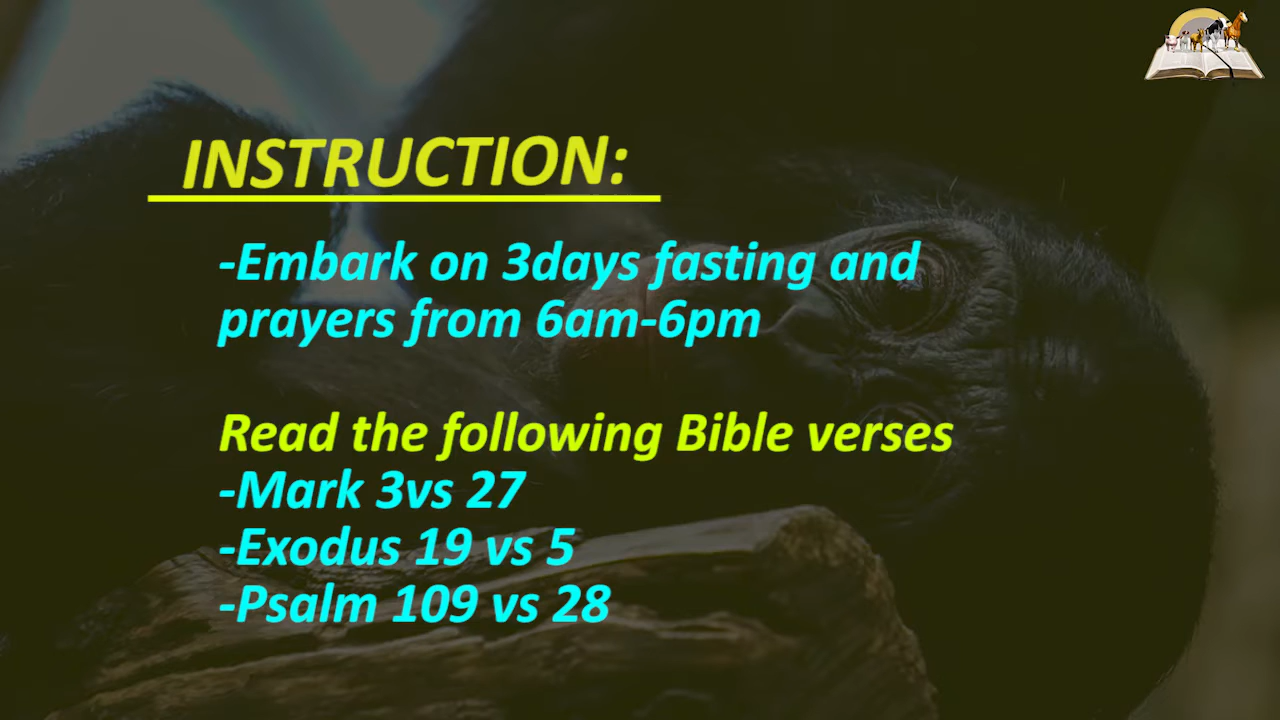 INSTRUCTION:
-Embark on 3days fasting and
prayers from 6am-6pm
Read the following Bible verses
-Mark 3vs 27
-Exodus 19 vs 5
-Psalm 109 vs 28